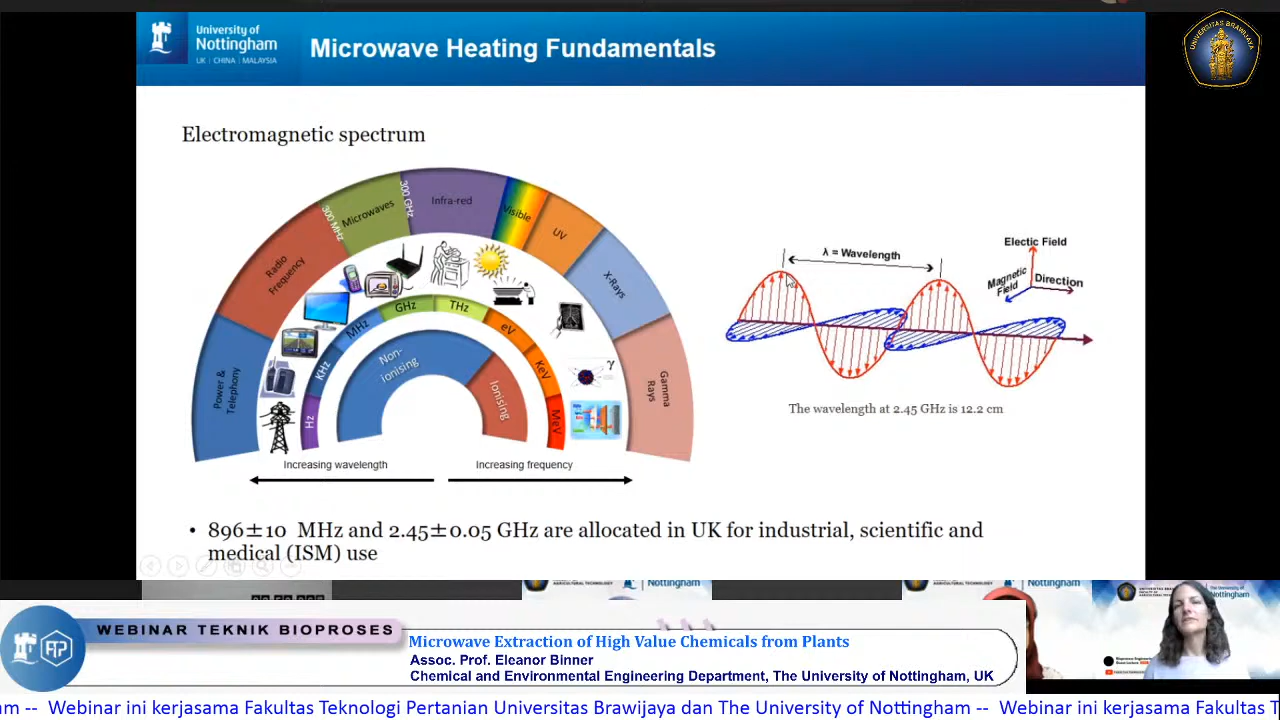 University of
Nottingham
UK | CHINA | MALAYSIA
Microwave Heating Fundamentals
UNIVERSITAS BRAWIJAYA
Electromagnetic spectrum
Power &
Telephony
Radio
Frequency
300 MHz
Microwaves
300 GHz
Infra-red
Visible
UV
X-Rays
Gamma
Rays
Hz
KHz
MHz
GHz
THz
eV
KeV
MeV
γ
Non-
ionising
Ionising
Increasing wavelength
Increasing frequency
λ = Wavelength
Electic Field
Magnetic
Field
Direction
The wavelength at 2.45 GHz is 12.2 cm
• 896±10 MHz and 2.45±0.05 GHz are allocated in UK for industrial, scientific and
medical (ISM) use
Nottingham
Nottingham
Nottingham
WEBINAR TEKNIK BIOPROSES
Microwave Extraction of High Value Chemicals from Plants
Assoc. Prof. Eleanor Binner
Chemical and Environmental Engineering Department, The University of Nottingham, UK
am -- Webinar ini kerjasama Fakultas Teknologi Pertanian Universitas Brawijaya dan The University of Nottingham -- Webinar ini kerjasama Fakultas T